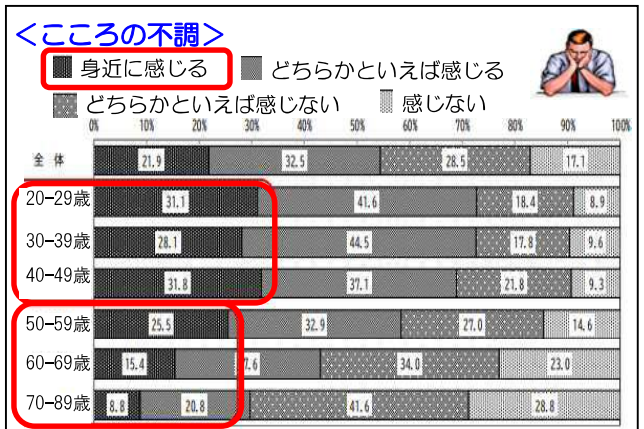 ＜こころの不調＞
身近に感じる どちらかといえば感じる
どちらかといえば感じない 感じない
0% 10% 20% 30% 40% 50% 60% 70% 80% 90% 100%
全 体 21.9 32.5 28.5 17.1
20-29歳 31.1 41.6 18.4 8.9
30-39歳 28.1 44.5 17.8 9.6
40-49歳 31.8 37.1 21.8 9.3
50-59歳 25.5 32.9 27.0 14.6
60-69歳 15.4 7.6 34.0 23.0
70-89歳 8.8 20.8 41.6 28.8